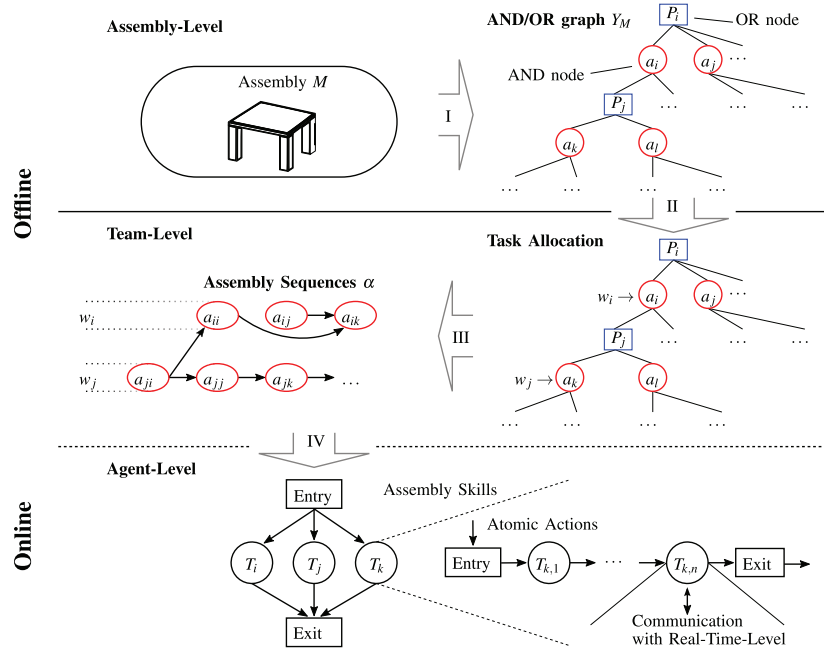 Assembly-Level
AND/OR graph Y_M
P_i
OR node
Assembly M
AND node
a_i
a_j
...
I
P_j
...
...
...
a_k
a_l
...
...
...
...
Offline
II
Team-Level
Task Allocation
P_i
Assembly Sequences α
w_i
a_ii
a_ij
a_ik
w_i →
a_i
a_j
...
III
P_j
...
...
...
w_j
a_ji
a_jj
a_jk
...
w_j →
a_k
a_l
...
...
...
...
IV
Agent-Level
Online
Entry
Assembly Skills
Atomic Actions
T_i
T_j
T_k
Entry
T_k,1
...
T_k,n
Exit
Exit
Communication
with Real-Time-Level